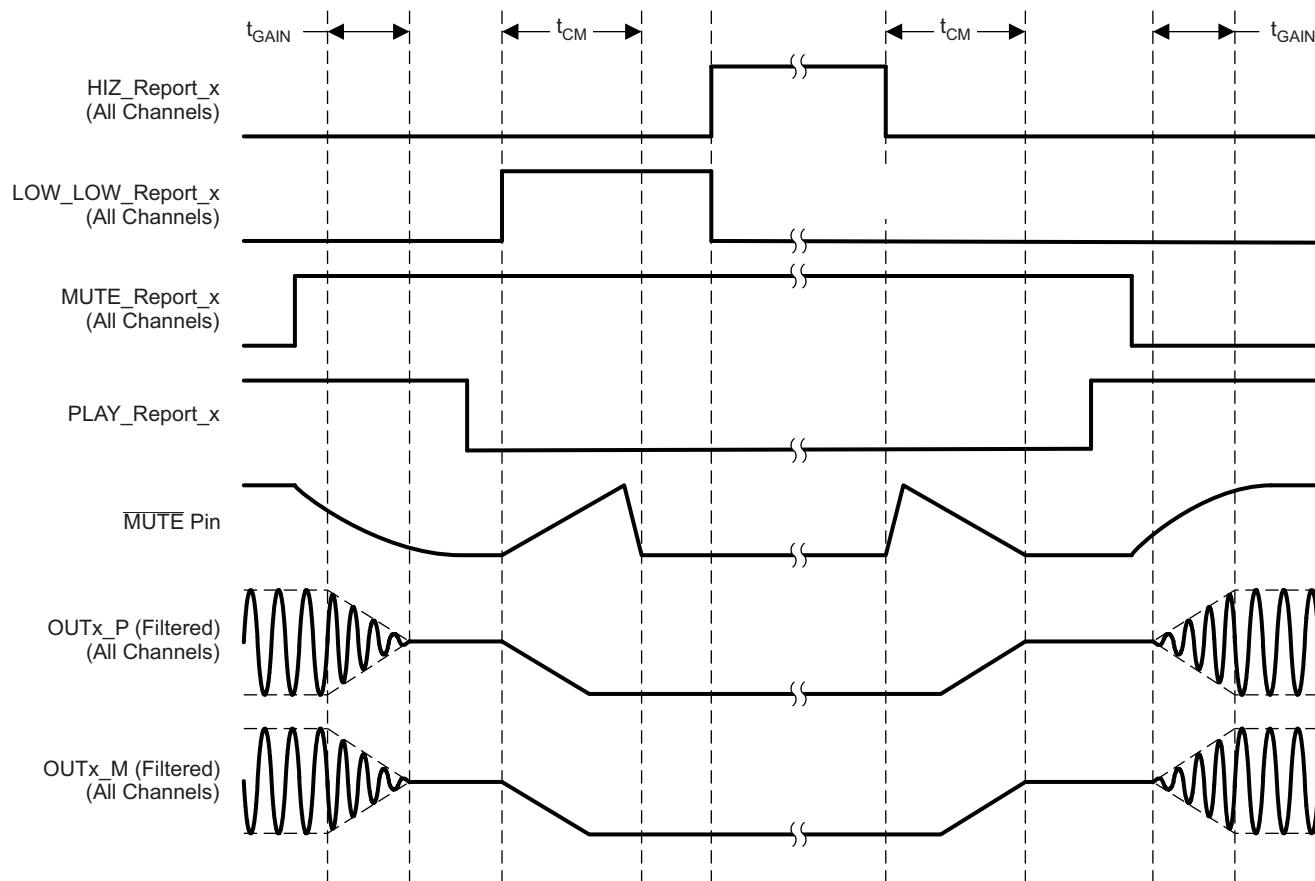 tGAIN
tCM
tCM
tGAIN
HIZ_Report_x
(All Channels)
LOW_LOW_Report_x
(All Channels)
MUTE_Report_x
(All Channels)
PLAY_Report_x
MUTE Pin
OUTx_P (Filtered)
(All Channels)
OUTx_M (Filtered)
(All Channels)